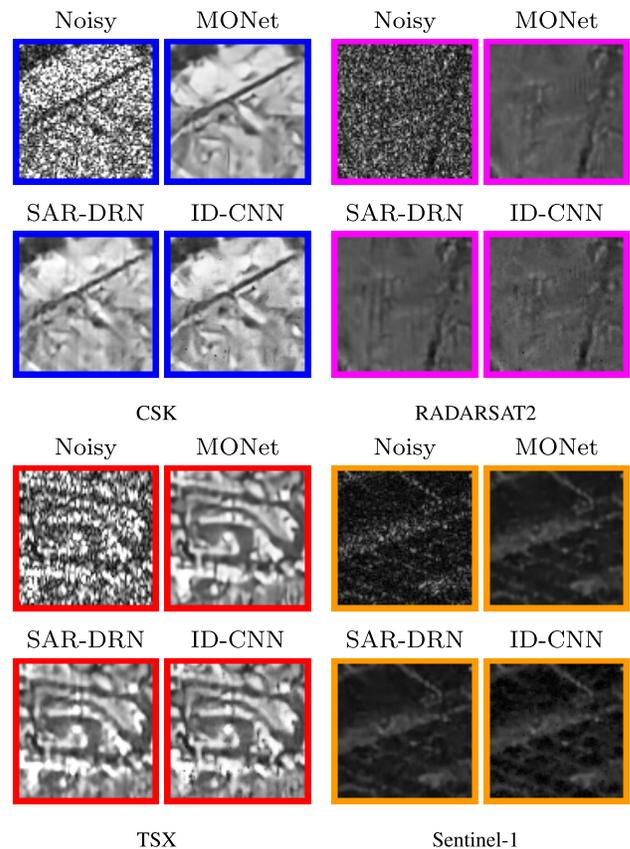 Noisy MONet Noisy MONet
SAR-DRN ID-CNN SAR-DRN ID-CNN
CSK RADARSAT2
Noisy MONet Noisy MONet
SAR-DRN ID-CNN SAR-DRN ID-CNN
TSX Sentinel-1